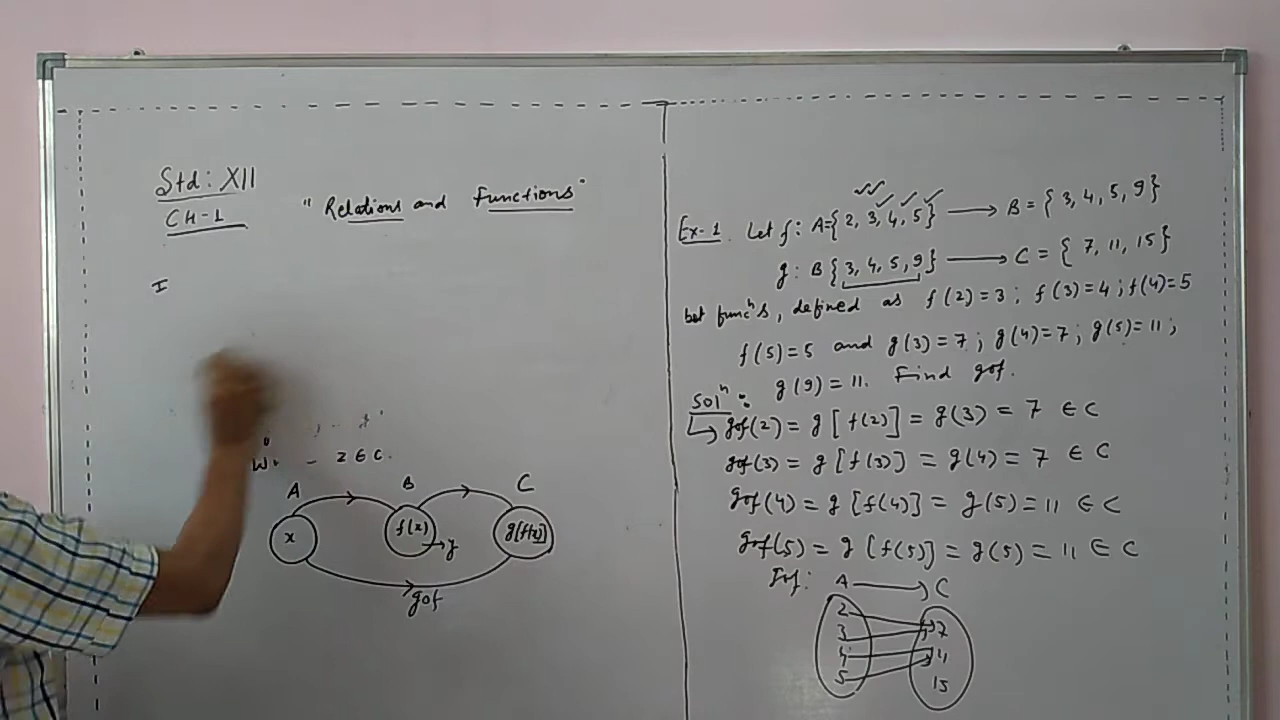 Std: XII
CH-1
" Relations and Functions "
I
z ∈ C.
A B C
x f(x) → y g[f(x)]
gof
Ex-1. Let f: A={2, 3, 4, 5} → B = {3, 4, 5, 9}
g: B {3, 4, 5, 9} → C = {7, 11, 15}
bet funcⁿs, defined as f(2)=3; f(3)=4; f(4)=5
f(5)=5 and g(3)=7; g(4)=7; g(5)=11;
g(9)=11. Find gof.
Solⁿ:
gof(2) = g[f(2)] = g(3) = 7 ∈ C
gof(3) = g[f(3)] = g(4) = 7 ∈ C
gof(4) = g[f(4)] = g(5) = 11 ∈ C
gof(5) = g[f(5)] = g(5) = 11 ∈ C
A → C
2 7
3
4 11
5 15